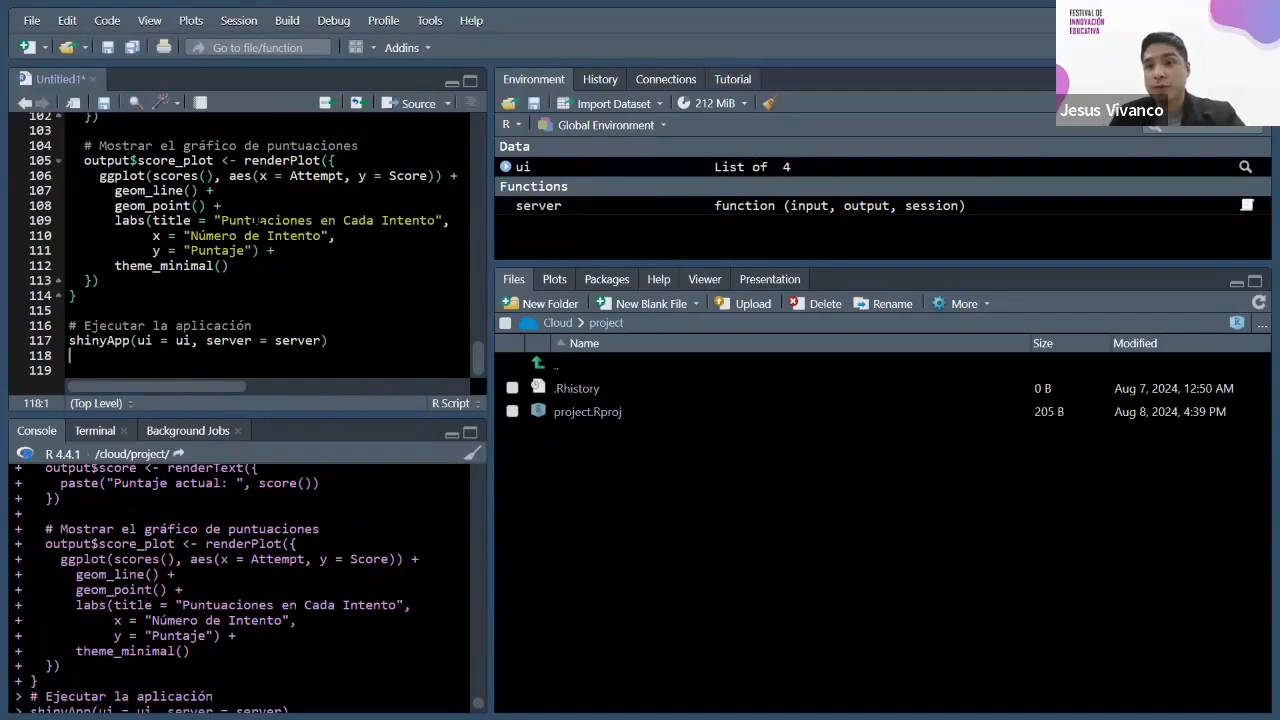 File Edit Code View Plots Session Build Debug Profile Tools Help
Go to file/function Addins
FESTIVAL DE
INNOVACIÓN
EDUCATIVA
Jesus Vivanco
Untitled1*
Source
102 })
103
104 # Mostrar el gráfico de puntuaciones
105 output$score_plot <- renderPlot({
106 ggplot(scores(), aes(x = Attempt, y = Score)) +
107 geom_line() +
108 geom_point() +
109 labs(title = "Puntuaciones en Cada Intento",
110 x = "Número de Intento",
111 y = "Puntaje") +
112 theme_minimal()
113 })
114 }
115
116 # Ejecutar la aplicación
117 shinyApp(ui = ui, server = server)
118
119
118:1 (Top Level) R Script
Console Terminal Background Jobs
R 4.4.1 · /cloud/project/
+ output$score <- renderText({
+ paste("Puntaje actual: ", score())
+ })
+
+ # Mostrar el gráfico de puntuaciones
+ output$score_plot <- renderPlot({
+ ggplot(scores(), aes(x = Attempt, y = Score)) +
+ geom_line() +
+ geom_point() +
+ labs(title = "Puntuaciones en Cada Intento",
+ x = "Número de Intento",
+ y = "Puntaje") +
+ theme_minimal()
+ })
+ }
> # Ejecutar la aplicación
> shinyApp(ui = ui, server = server)
Environment History Connections Tutorial
Import Dataset 212 MiB
R Global Environment
Data
ui List of 4
Functions
server function (input, output, session)
Files Plots Packages Help Viewer Presentation
New Folder New Blank File Upload Delete Rename More
Cloud project ...
Name Size Modified
..
.Rhistory 0 B Aug 7, 2024, 12:50 AM
project.Rproj 205 B Aug 8, 2024, 4:39 PM